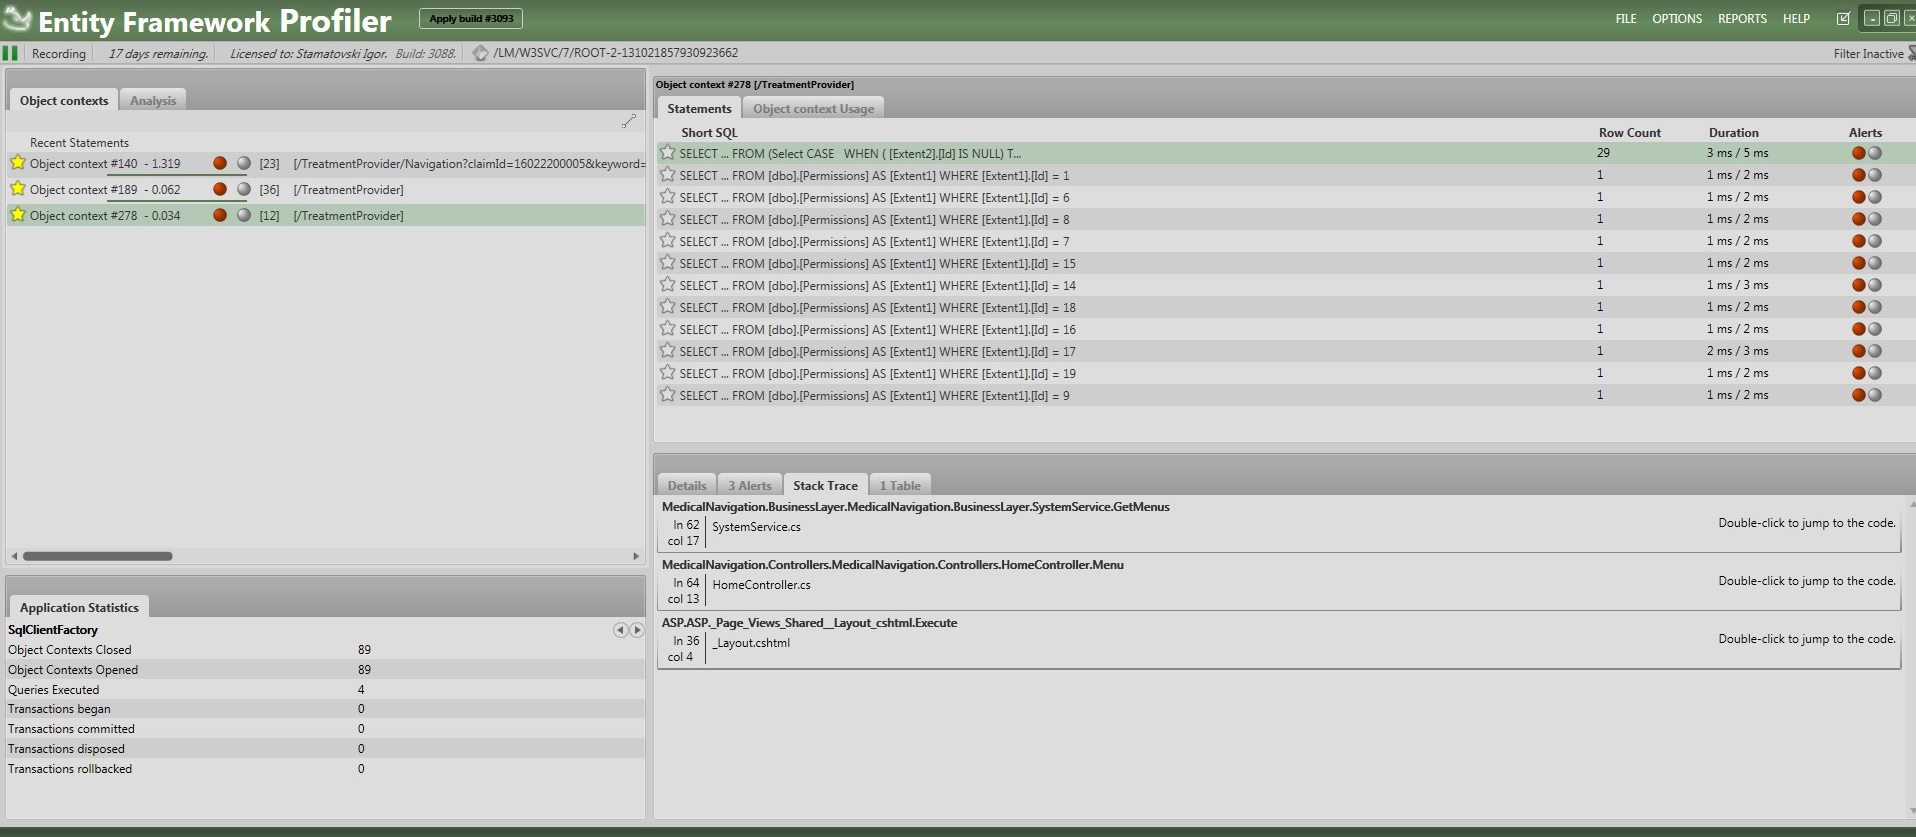 Entity Framework Profiler
Apply build #3093
FILE OPTIONS REPORTS HELP
Recording 17 days remaining. Licensed to: Stamatovski Igor. Build: 3088. /LM/W3SVC/7/ROOT-2-131021857930923662
Filter Inactive
Object contexts Analysis
Recent Statements
Object context #140 - 1.319 [23] [/TreatmentProvider/Navigation?claimId=16022200005&keyword=
Object context #189 - 0.062 [36] [/TreatmentProvider]
Object context #278 - 0.034 [12] [/TreatmentProvider]
Application Statistics
SqlClientFactory
Object Contexts Closed 89
Object Contexts Opened 89
Queries Executed 4
Transactions began 0
Transactions committed 0
Transactions disposed 0
Transactions rollbacked 0
Object context #278 [/TreatmentProvider]
Statements Object context Usage
Short SQL Row Count Duration Alerts
SELECT ... FROM (Select CASE WHEN ( [Extent2].[Id] IS NULL) T... 29 3 ms / 5 ms
SELECT ... FROM [dbo].[Permissions] AS [Extent1] WHERE [Extent1].[Id] = 1 1 1 ms / 2 ms
SELECT ... FROM [dbo].[Permissions] AS [Extent1] WHERE [Extent1].[Id] = 6 1 1 ms / 2 ms
SELECT ... FROM [dbo].[Permissions] AS [Extent1] WHERE [Extent1].[Id] = 8 1 1 ms / 2 ms
SELECT ... FROM [dbo].[Permissions] AS [Extent1] WHERE [Extent1].[Id] = 7 1 1 ms / 2 ms
SELECT ... FROM [dbo].[Permissions] AS [Extent1] WHERE [Extent1].[Id] = 15 1 1 ms / 2 ms
SELECT ... FROM [dbo].[Permissions] AS [Extent1] WHERE [Extent1].[Id] = 14 1 1 ms / 3 ms
SELECT ... FROM [dbo].[Permissions] AS [Extent1] WHERE [Extent1].[Id] = 18 1 1 ms / 2 ms
SELECT ... FROM [dbo].[Permissions] AS [Extent1] WHERE [Extent1].[Id] = 16 1 1 ms / 2 ms
SELECT ... FROM [dbo].[Permissions] AS [Extent1] WHERE [Extent1].[Id] = 17 1 2 ms / 3 ms
SELECT ... FROM [dbo].[Permissions] AS [Extent1] WHERE [Extent1].[Id] = 19 1 1 ms / 2 ms
SELECT ... FROM [dbo].[Permissions] AS [Extent1] WHERE [Extent1].[Id] = 9 1 1 ms / 2 ms
Details 3 Alerts Stack Trace 1 Table
MedicalNavigation.BusinessLayer.MedicalNavigation.BusinessLayer.SystemService.GetMenus
ln 62 SystemService.cs Double-click to jump to the code.
col 17
MedicalNavigation.Controllers.MedicalNavigation.Controllers.HomeController.Menu
ln 64 HomeController.cs Double-click to jump to the code.
col 13
ASP.ASP._Page_Views_Shared__Layout_cshtml.Execute
ln 36 _Layout.cshtml Double-click to jump to the code.
col 4